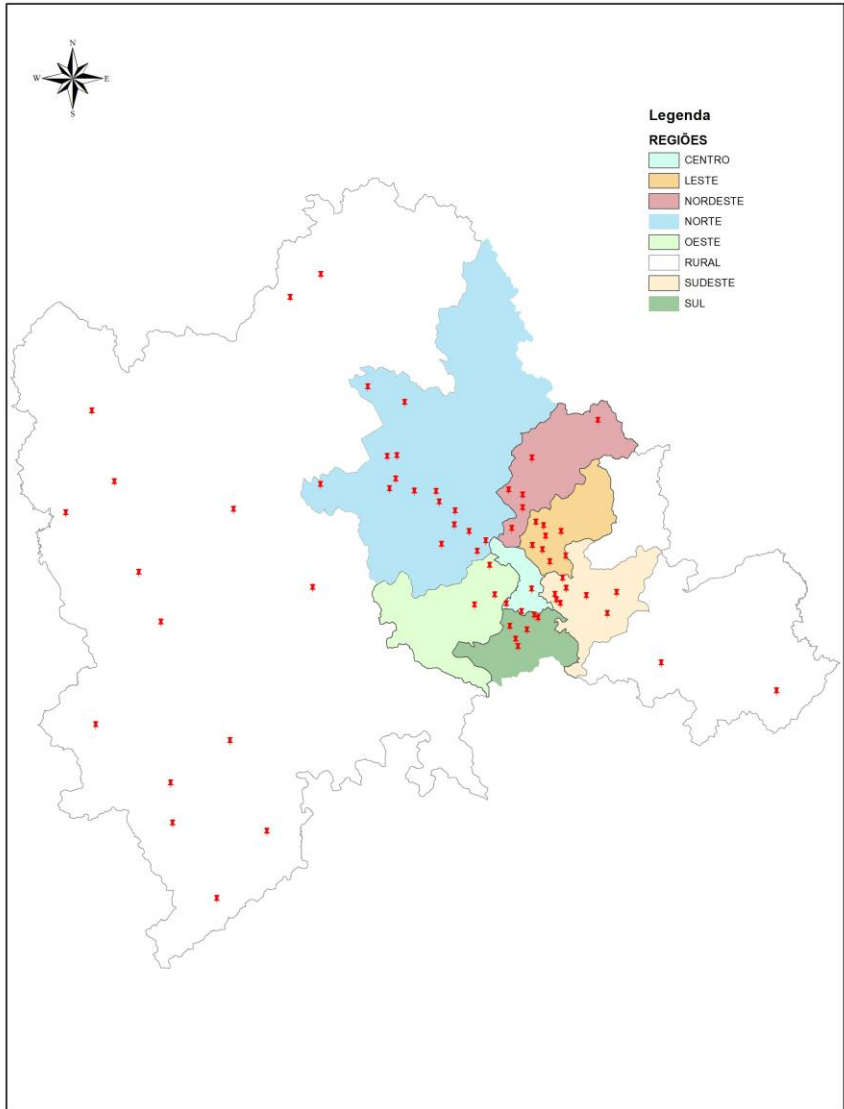 N
W E
S
Legenda
REGIÕES
CENTRO
LESTE
NORDESTE
NORTE
OESTE
RURAL
SUDESTE
SUL